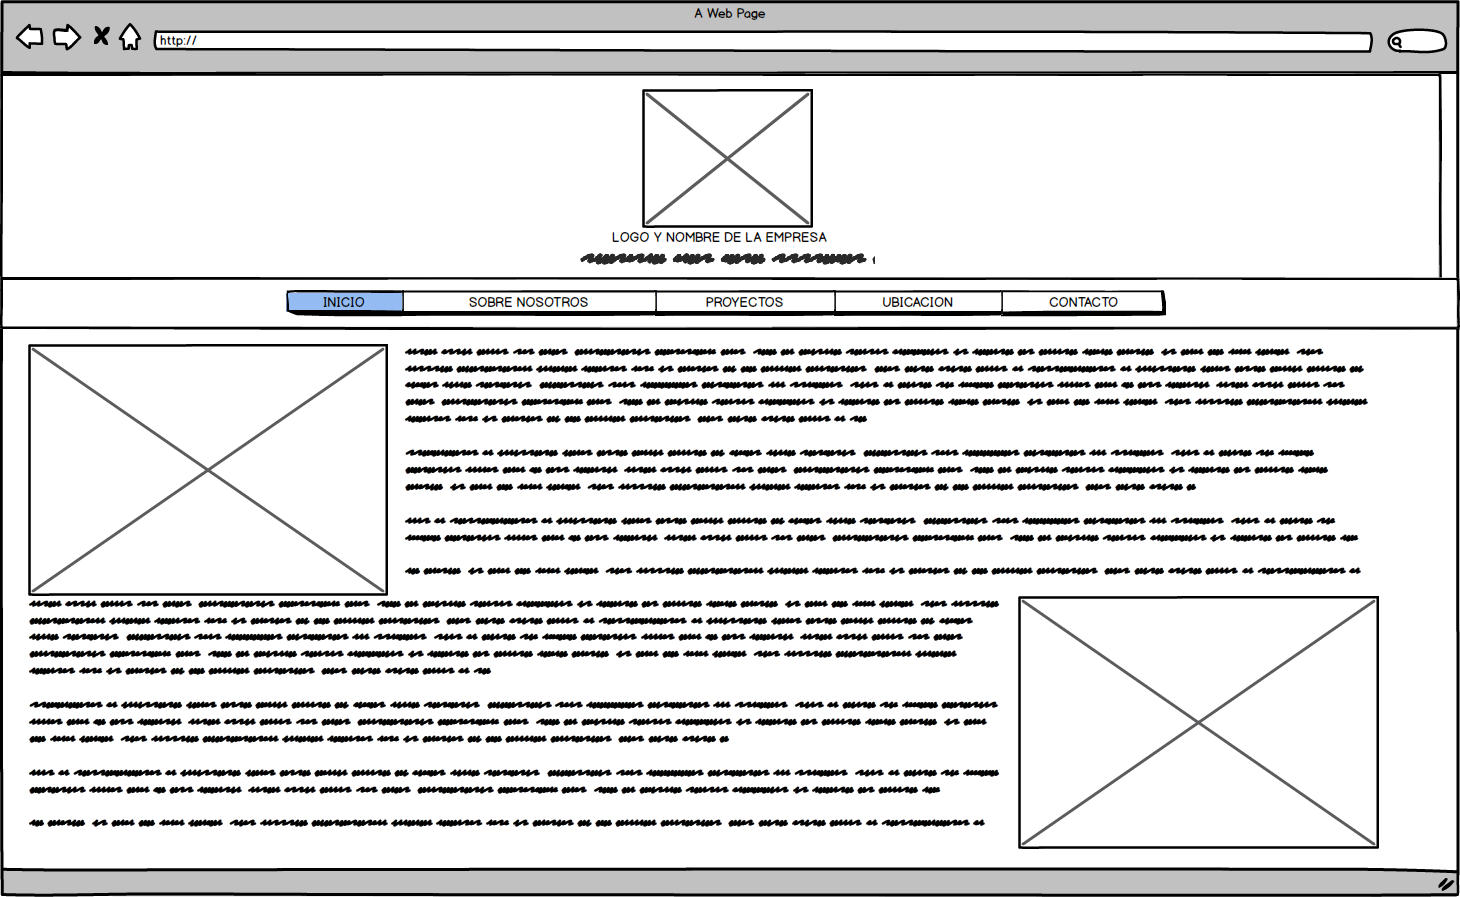 A Web Page
http://
LOGO Y NOMBRE DE LA EMPRESA
INICIO
SOBRE NOSOTROS
PROYECTOS
UBICACION
CONTACTO